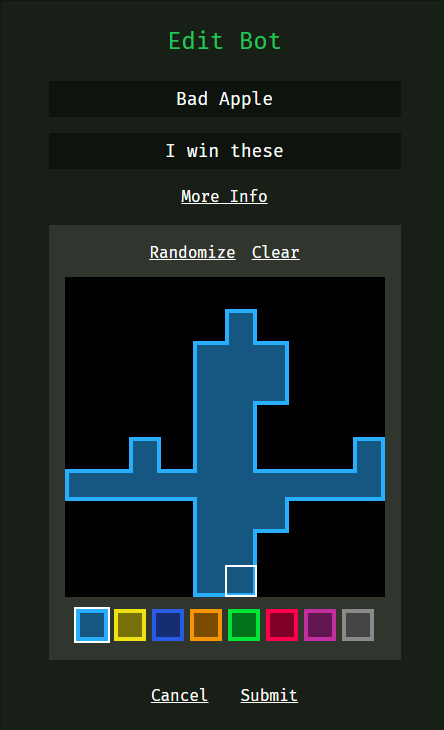 Edit Bot
Bad Apple
I win these
More Info
Randomize Clear
Cancel Submit